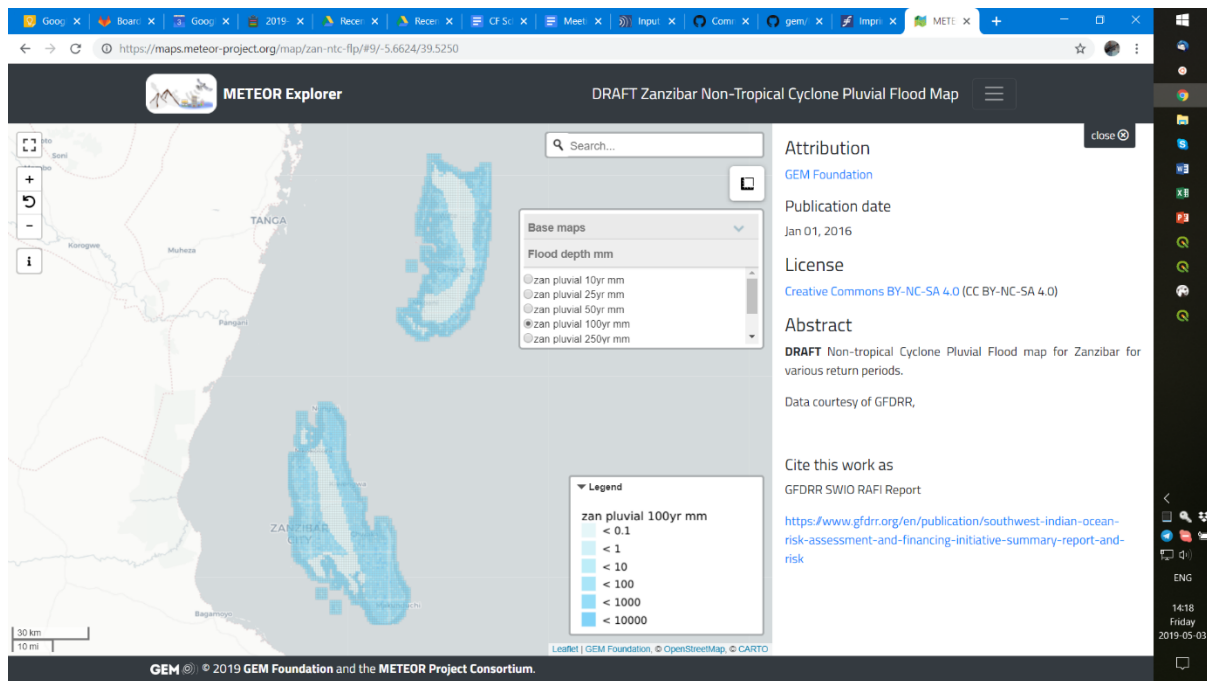 Goog
Board
Goog
2019-
Recen
Recen
CF Sc
Meeti
Input
Comr
gem/
Impri
METE
https://maps.meteor-project.org/map/zan-ntc-flp/#9/-5.6624/39.5250
METEOR Explorer
DRAFT Zanzibar Non-Tropical Cyclone Pluvial Flood Map
close
Search...
Soni
TANGA
Korogwe
Muheza
Pangani
ZANZIBAR
CITY
Bagamoyo
Base maps
Flood depth mm
zan pluvial 10yr mm
zan pluvial 25yr mm
zan pluvial 50yr mm
zan pluvial 100yr mm
zan pluvial 250yr mm
Legend
zan pluvial 100yr mm
< 0.1
< 1
< 10
< 100
< 1000
< 10000
30 km
10 mi
Leaflet | GEM Foundation, © OpenStreetMap, © CARTO
Attribution
GEM Foundation
Publication date
Jan 01, 2016
License
Creative Commons BY-NC-SA 4.0 (CC BY-NC-SA 4.0)
Abstract
DRAFT Non-tropical Cyclone Pluvial Flood map for Zanzibar for
various return periods.
Data courtesy of GFDRR,
Cite this work as
GFDRR SWIO RAFI Report
https://www.gfdrr.org/en/publication/southwest-indian-ocean-
risk-assessment-and-financing-initiative-summary-report-and-
risk
GEM © 2019 GEM Foundation and the METEOR Project Consortium.
ENG
14:18
Friday
2019-05-03